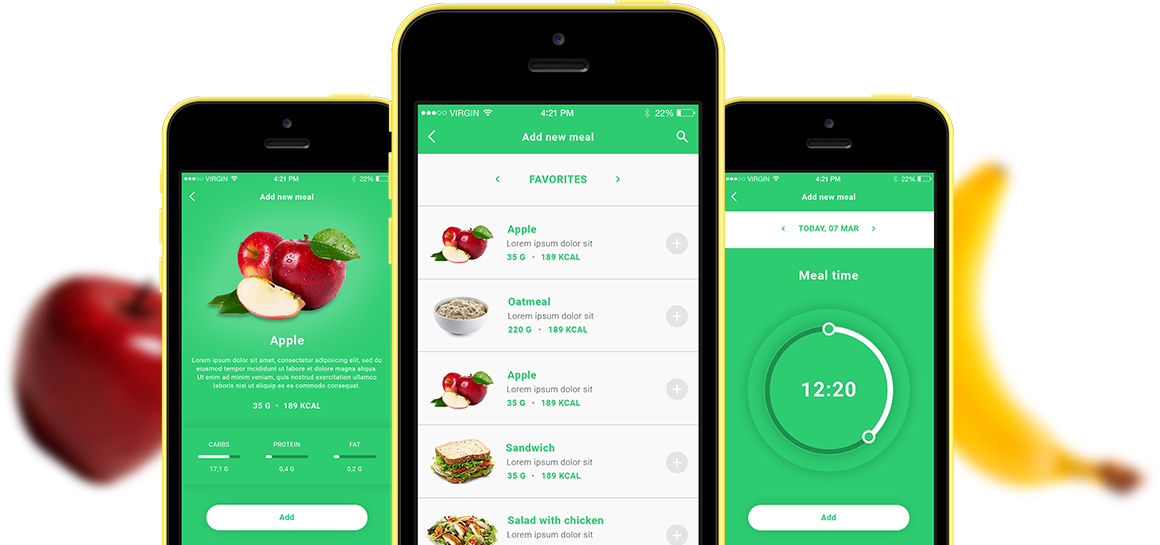 VIRGIN
4:21 PM
22%
Add new meal
Apple
Lorem ipsum dolor sit amet, consectetur adipisicing elit, sed do
eiusmod tempor incididunt ut labore et dolore magna aliqua.
Ut enim ad minim veniam, quis nostrud exercitation ullamco
laboris nisi ut aliquip ex ea commodo consequat.
35 G • 189 KCAL
CARBS PROTEIN FAT
17,1 G 0,4 G 0,2 G
Add
VIRGIN 4:21 PM 22%
Add new meal
FAVORITES
Apple
Lorem ipsum dolor sit
35 G • 189 KCAL
Oatmeal
Lorem ipsum dolor sit
220 G • 189 KCAL
Apple
Lorem ipsum dolor sit
35 G • 189 KCAL
Sandwich
Lorem ipsum dolor sit
35 G • 189 KCAL
Salad with chicken
Lorem ipsum dolor sit
VIRGIN 4:21 PM 22%
Add new meal
TODAY, 07 MAR
Meal time
12:20
Add